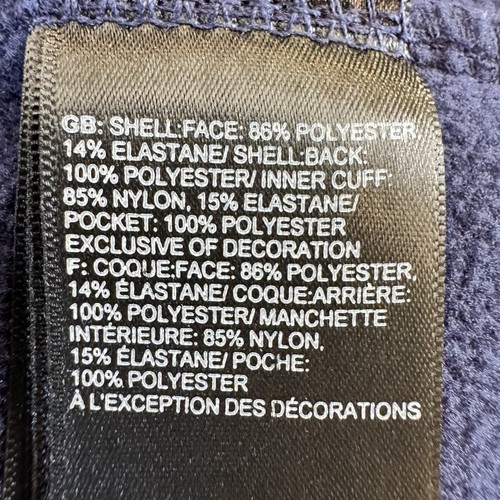 GB: SHELL:FACE: 86% POLYESTER,
14% ELASTANE/ SHELL:BACK:
100% POLYESTER/ INNER CUFF:
85% NYLON, 15% ELASTANE/
POCKET: 100% POLYESTER
EXCLUSIVE OF DECORATION
F: COQUE:FACE: 86% POLYESTER,
14% ÉLASTANE/ COQUE:ARRIÈRE:
100% POLYESTER/ MANCHETTE
INTÉRIEURE: 85% NYLON,
15% ÉLASTANE/ POCHE:
100% POLYESTER
À L'EXCEPTION DES DÉCORATIONS